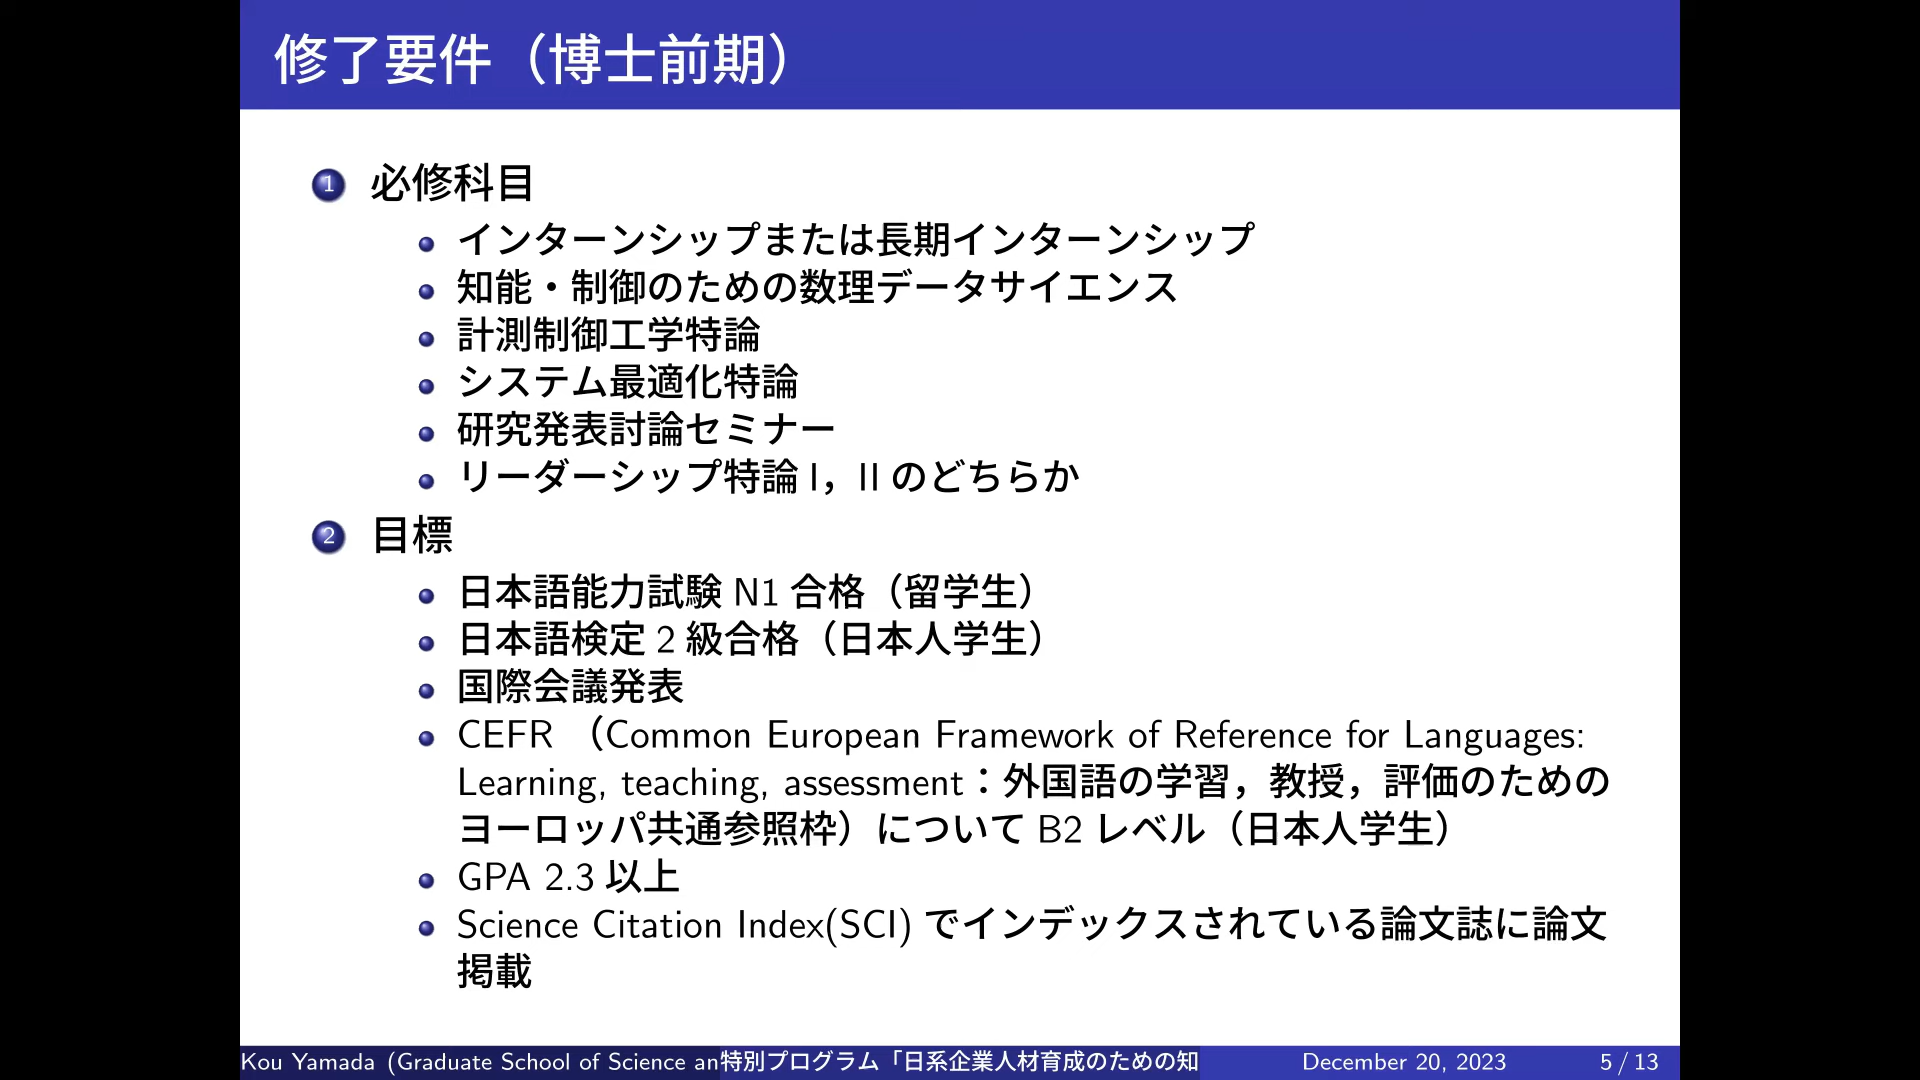 修了要件（博士前期）
1 必修科目
インターンシップまたは長期インターンシップ
知能・制御のための数理データサイエンス
計測制御工学特論
システム最適化特論
研究発表討論セミナー
リーダーシップ特論 I，II のどちらか
2 目標
日本語能力試験 N1 合格（留学生）
日本語検定 2 級合格（日本人学生）
国際会議発表
CEFR （Common European Framework of Reference for Languages:
Learning, teaching, assessment：外国語の学習，教授，評価のための
ヨーロッパ共通参照枠）について B2 レベル（日本人学生）
GPA 2.3 以上
Science Citation Index(SCI) でインデックスされている論文誌に論文
掲載
Kou Yamada (Graduate School of Science an 特別プログラム「日系企業人材育成のための知 December 20, 2023 5 / 13